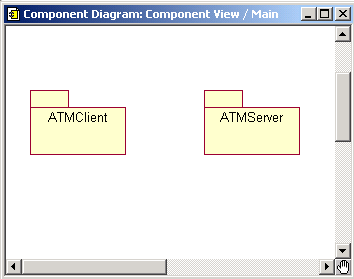 Component Diagram: Component View / Main
ATMClient
ATMServer